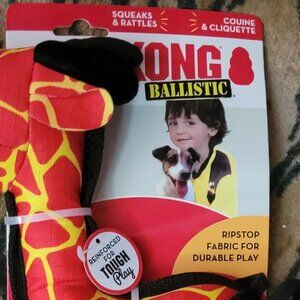 SQUEAKS
& RATTLES
COUINE
& CLIQUETTE
KONG
BALLISTIC
REINFORCED
FOR
TOUGH
Play
RIPSTOP
FABRIC FOR
DURABLE PLAY